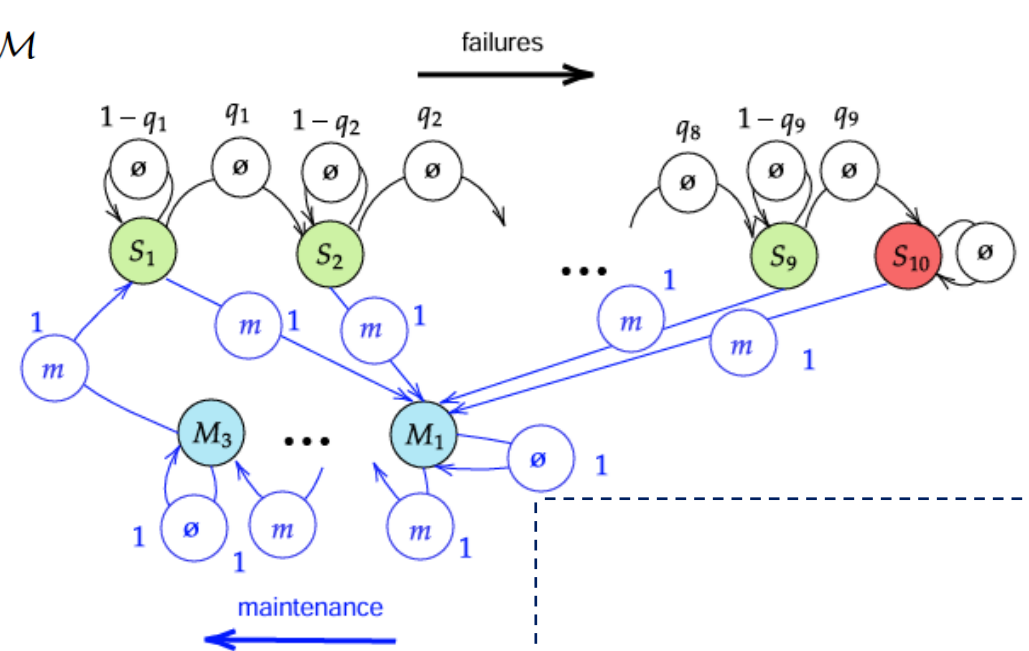 ℳ
failures
1 − q₁ q₁ 1 − q₂ q₂ q₈ 1 − q₉ q₉
ø ø ø ø ø ø ø
S₁ S₂ ... S₉ S₁₀ ø
1 m 1 m 1 m 1 m 1
m
M₃ ... M₁ ø 1
1 ø 1 m m 1
maintenance